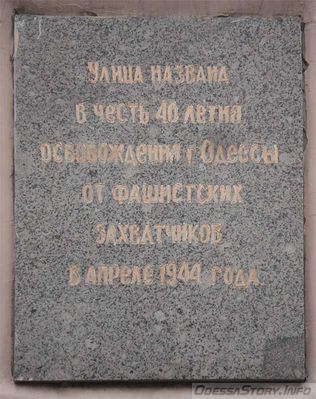 Улица названа
в честь 40 летия
освобождения г. Одессы
от фашистских
захватчиков
в апреле 1944 года
OdessaStory.Info